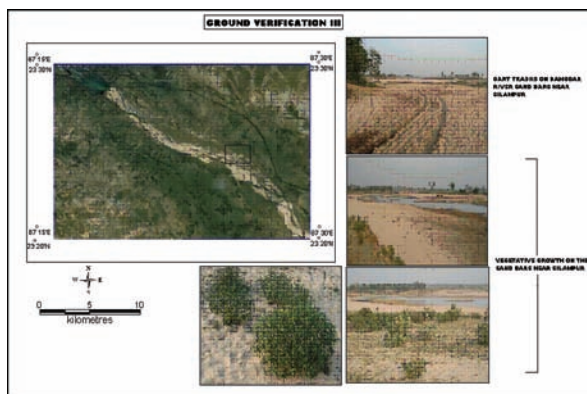 GROUND VERIFICATION III
87°15'E
23°30'N
87°30'E
23°30'N
CART TRACKS ON DAMODAR
RIVER SAND BARS NEAR
SILAMPUR
87°15'E
23°20'N
87°30'E
23°20'N
VEGETATIVE GROWTH ON THE
SAND BARS NEAR SILAMPUR
N
W
E
S
0 5 10
kilometres